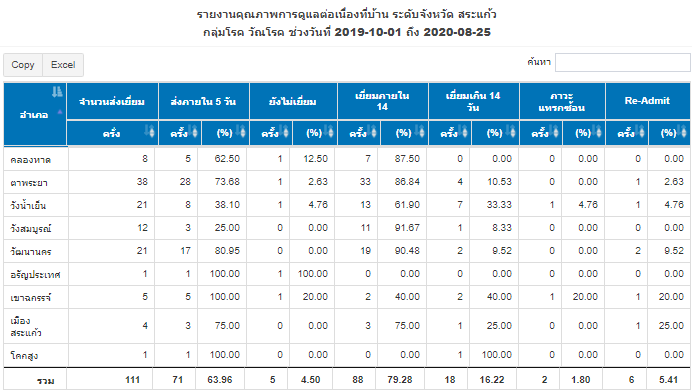 รายงานคุณภาพการดูแลต่อเนื่องที่บ้าน ระดับจังหวัด สระแก้ว
กลุ่มโรค วัณโรค ช่วงวันที่ 2019-10-01 ถึง 2020-08-25
Copy Excel ค้นหา
อำเภอ จำนวนส่งเยี่ยม ส่งภายใน 5 วัน ยังไม่เยี่ยม เยี่ยมภายใน 14 เยี่ยมเกิน 14 วัน ภาวะแทรกซ้อน Re-Admit
ครั้ง ครั้ง (%) ครั้ง (%) ครั้ง (%) ครั้ง (%) ครั้ง (%) ครั้ง (%)
คลองหาด 8 5 62.50 1 12.50 7 87.50 0 0.00 0 0.00 0 0.00
ตาพระยา 38 28 73.68 1 2.63 33 86.84 4 10.53 0 0.00 1 2.63
วังน้ำเย็น 21 8 38.10 1 4.76 13 61.90 7 33.33 1 4.76 1 4.76
วังสมบูรณ์ 12 3 25.00 0 0.00 11 91.67 1 8.33 0 0.00 0 0.00
วัฒนานคร 21 17 80.95 0 0.00 19 90.48 2 9.52 0 0.00 2 9.52
อรัญประเทศ 1 1 100.00 1 100.00 0 0.00 0 0.00 0 0.00 0 0.00
เขาฉกรรจ์ 5 5 100.00 1 20.00 2 40.00 2 40.00 1 20.00 1 20.00
เมืองสระแก้ว 4 3 75.00 0 0.00 3 75.00 1 25.00 0 0.00 1 25.00
โคกสูง 1 1 100.00 0 0.00 0 0.00 1 100.00 0 0.00 0 0.00
รวม 111 71 63.96 5 4.50 88 79.28 18 16.22 2 1.80 6 5.41